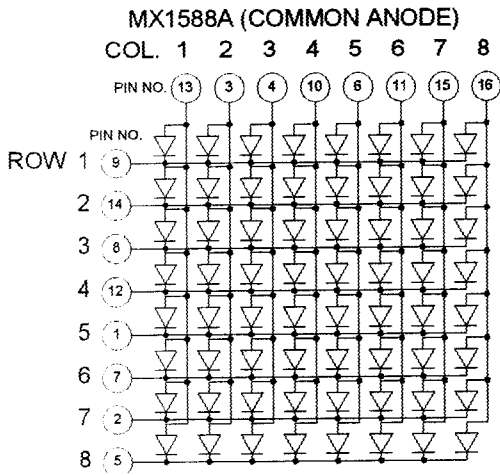 MX1588A (COMMON ANODE)
COL. 1 2 3 4 5 6 7 8
PIN NO. 13 3 4 10 6 11 15 16
PIN NO.
ROW 1 9
2 14
3 8
4 12
5 1
6 7
7 2
8 5